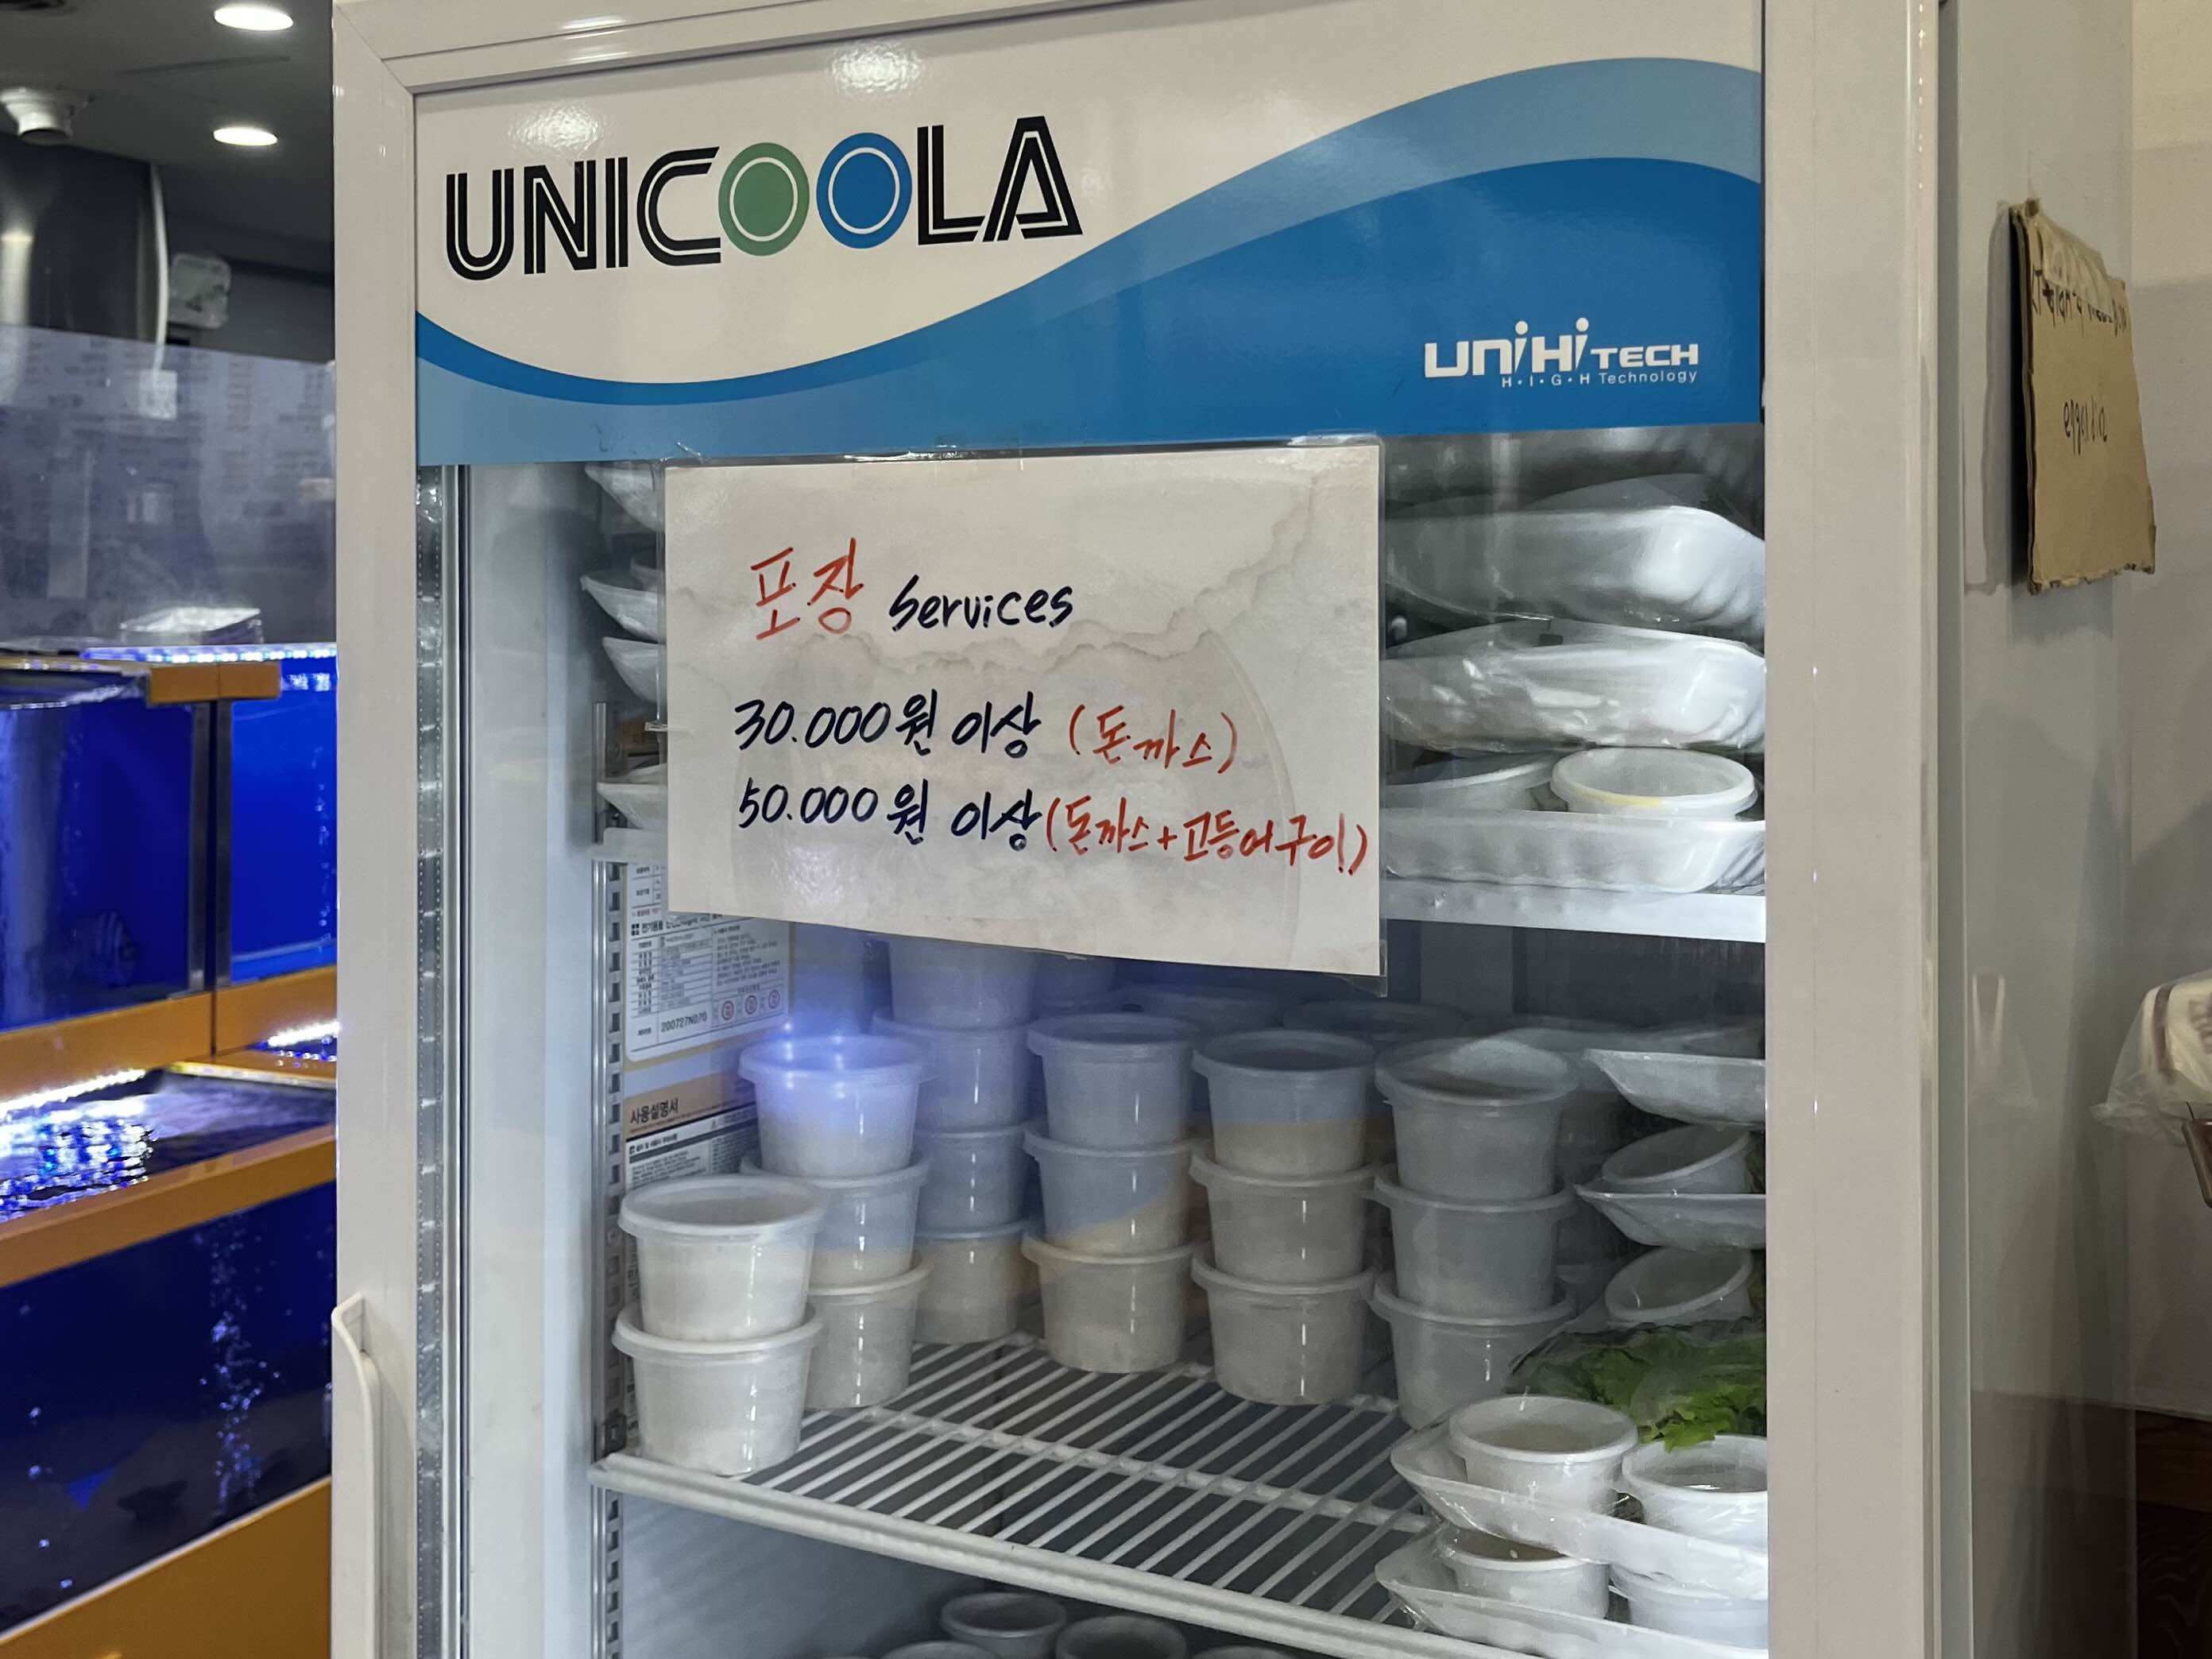 UNICOOLA
UNIHITECH
H·I·G·H Technology
포장 Services
30.000원 이상 (돈까스)
50.000원 이상 (돈까스+고등어구이)
200727N070
사용설명서